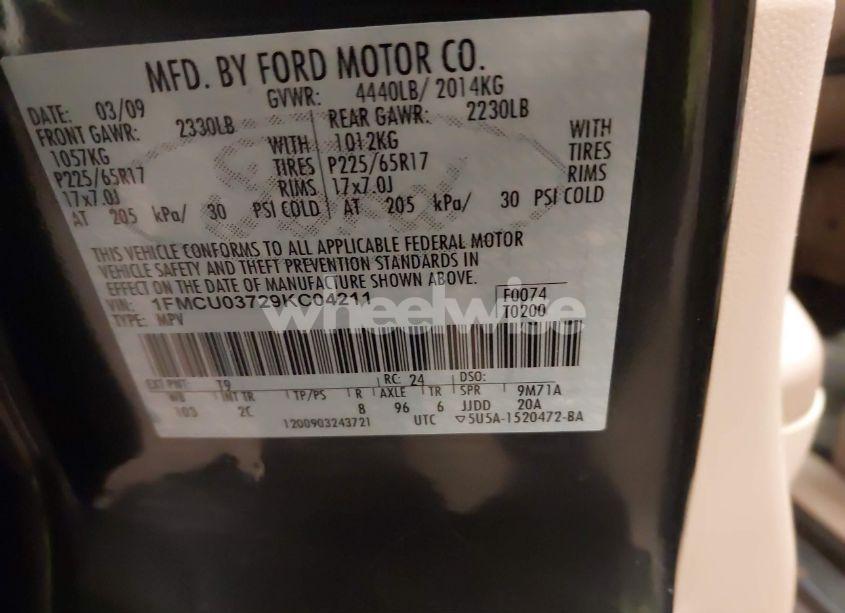 MFD. BY FORD MOTOR CO.
DATE: 03/09 GVWR: 4440LB/ 2014KG
FRONT GAWR: 2330LB REAR GAWR: 2230LB
1057KG WITH 1012KG WITH
P225/65R17 TIRES P225/65R17 TIRES
17x7.0J RIMS 17x7.0J RIMS
AT 205 kPa/ 30 PSI COLD AT 205 kPa/ 30 PSI COLD
THIS VEHICLE CONFORMS TO ALL APPLICABLE FEDERAL MOTOR
VEHICLE SAFETY AND THEFT PREVENTION STANDARDS IN
EFFECT ON THE DATE OF MANUFACTURE SHOWN ABOVE.
VIN: 1FMCU03729KC04211 F0074
TYPE: MPV T0200
wheelwise
EXT PNT: T9 RC: 24 DSO:
WB INT TR TP/PS R AXLE TR SPR 9M71A
103 2C 8 96 6 JJDD 20A
1200903243721 UTC ▽5U5A-1520472-BA